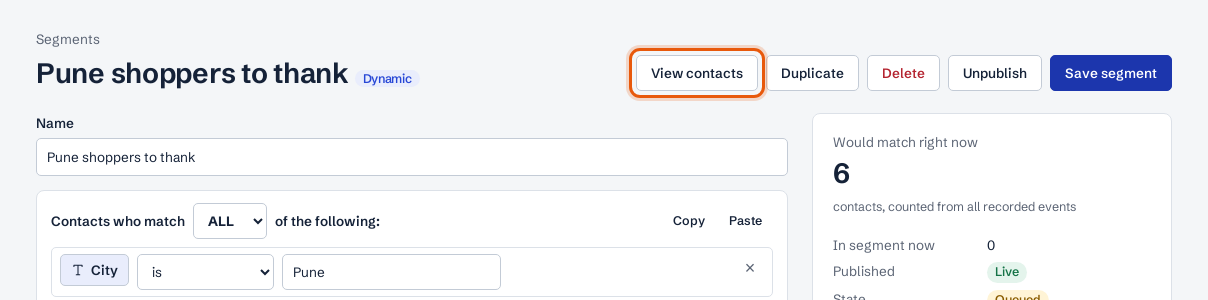 Segments
Pune shoppers to thank Dynamic
View contacts Duplicate Delete Unpublish Save segment
Name
Pune shoppers to thank
Contacts who match ALL of the following: Copy Paste
T City is Pune ×
Would match right now
6
contacts, counted from all recorded events
In segment now 0
Published Live
State Queued